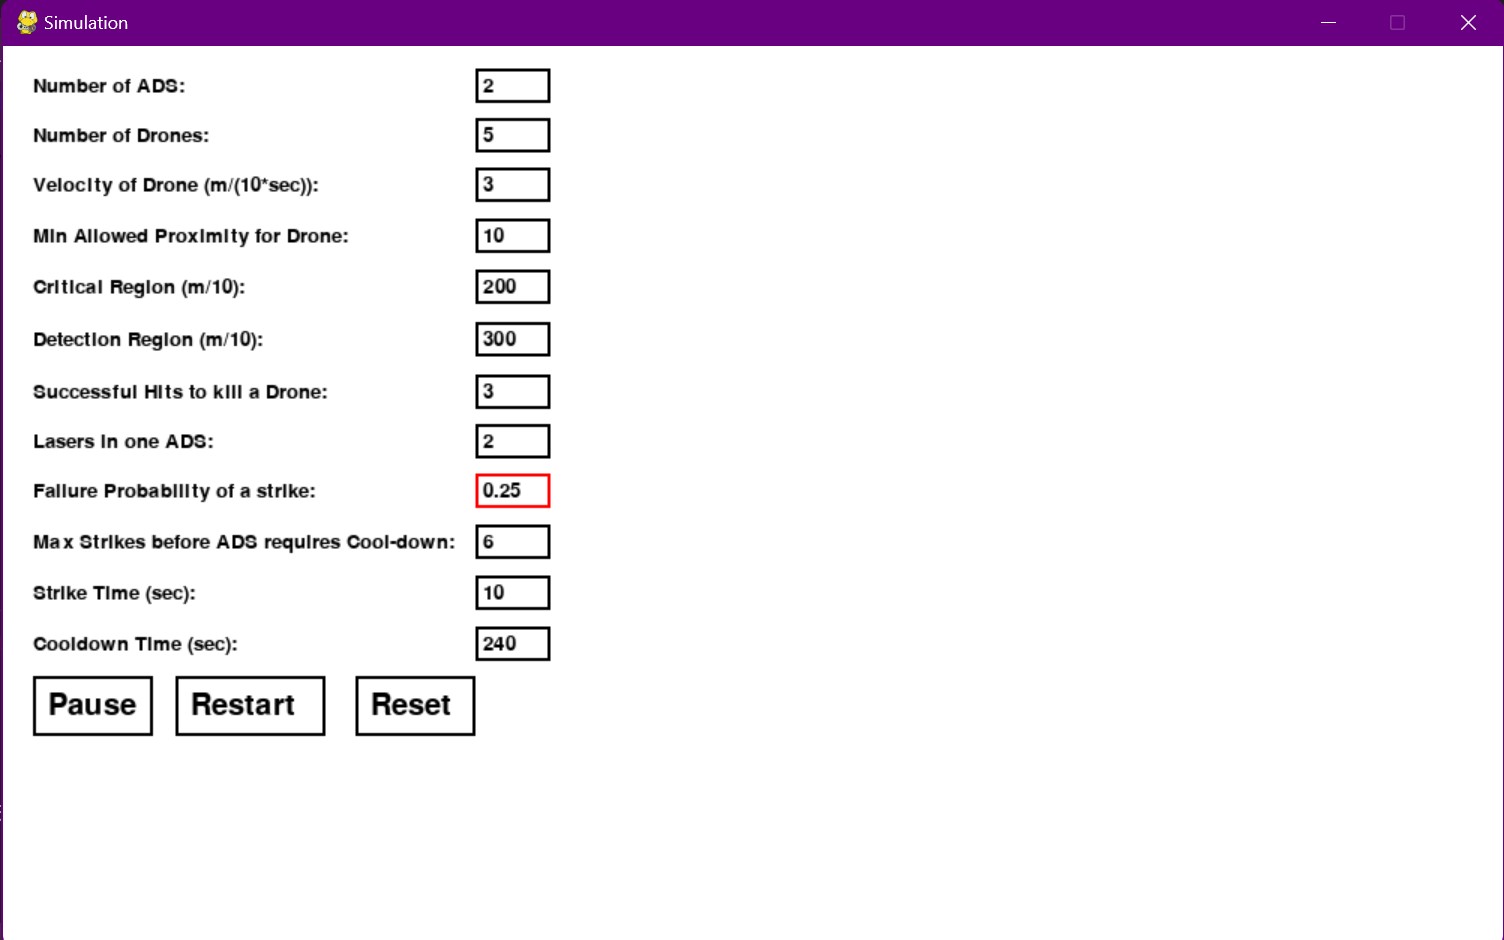 Simulation
Number of ADS: 2
Number of Drones: 5
Velocity of Drone (m/(10*sec)): 3
Min Allowed Proximity for Drone: 10
Critical Region (m/10): 200
Detection Region (m/10): 300
Successful Hits to kill a Drone: 3
Lasers in one ADS: 2
Failure Probability of a strike: 0.25
Max Strikes before ADS requires Cool-down: 6
Strike Time (sec): 10
Cooldown Time (sec): 240
Pause Restart Reset